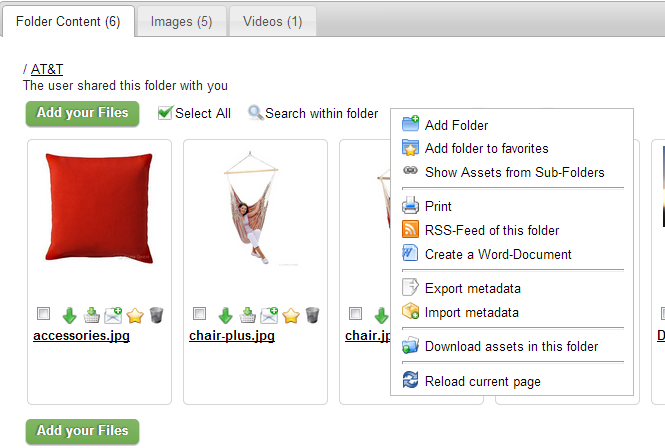 Folder Content (6)
Images (5)
Videos (1)
/ AT&T
The user shared this folder with you
Add your Files
Select All
Search within folder
Add Folder
Add folder to favorites
Show Assets from Sub-Folders
Print
RSS-Feed of this folder
Create a Word-Document
Export metadata
Import metadata
Download assets in this folder
Reload current page
accessories.jpg
chair-plus.jpg
chair.jp
D
Add your Files